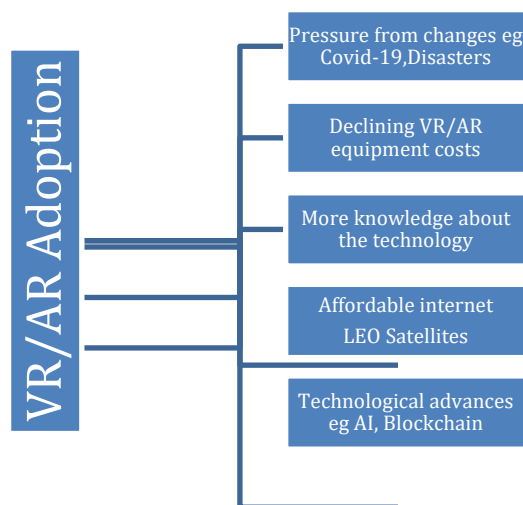 VR/AR Adoption
Pressure from changes eg
Covid-19,Disasters
Declining VR/AR
equipment costs
More knowledge about
the technology
Affordable internet
LEO Satellites
Technological advances
eg AI, Blockchain